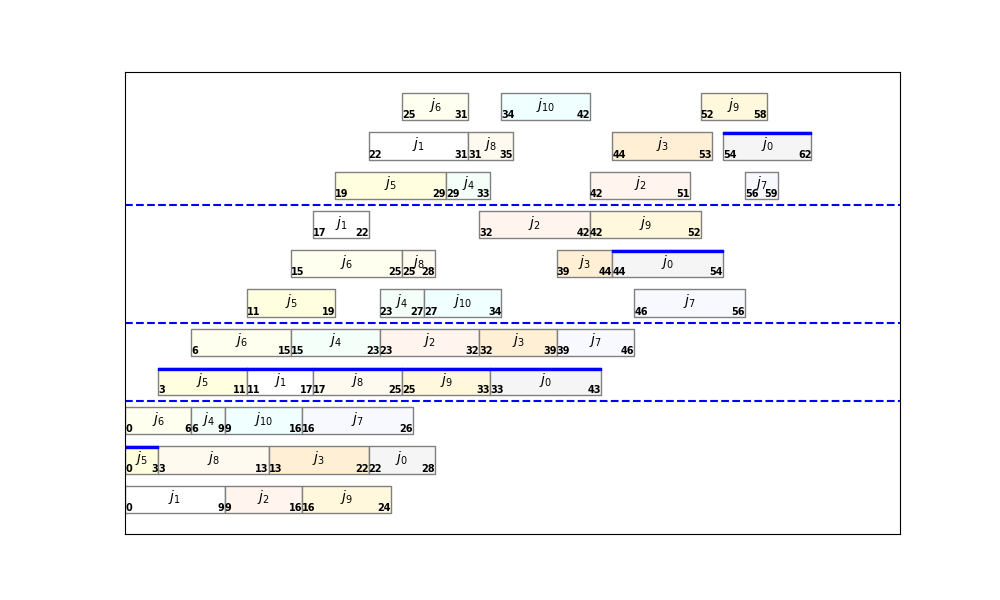 j6 j10 j9
25 31 34 42 52 58
j1 j8 j3 j0
22 31 31 35 44 53 54 62
j5 j4 j2 j7
19 29 29 33 42 51 56 59
j1 j2 j9
17 22 32 42 42 52
j6 j8 j3 j0
15 25 25 28 39 44 44 54
j5 j4 j10 j7
11 19 23 27 27 34 46 56
j6 j4 j2 j3 j7
6 15 15 23 23 32 32 39 39 46
j5 j1 j8 j9 j0
3 11 11 17 17 25 25 33 33 43
j6 j4 j10 j7
0 6 6 9 9 16 16 26
j5 j8 j3 j0
0 3 3 13 13 22 22 28
j1 j2 j9
0 9 9 16 16 24